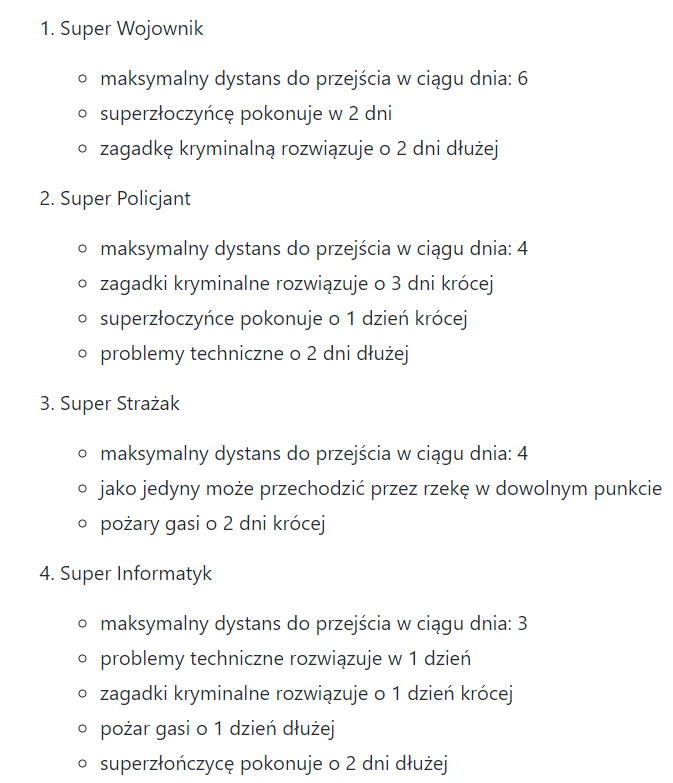 1. Super Wojownik
○ maksymalny dystans do przejścia w ciągu dnia: 6
○ superzłoczyńcę pokonuje w 2 dni
○ zagadkę kryminalną rozwiązuje o 2 dni dłużej
2. Super Policjant
○ maksymalny dystans do przejścia w ciągu dnia: 4
○ zagadki kryminalne rozwiązuje o 3 dni krócej
○ superzłoczyńce pokonuje o 1 dzień krócej
○ problemy techniczne o 2 dni dłużej
3. Super Strażak
○ maksymalny dystans do przejścia w ciągu dnia: 4
○ jako jedyny może przechodzić przez rzekę w dowolnym punkcie
○ pożary gasi o 2 dni krócej
4. Super Informatyk
○ maksymalny dystans do przejścia w ciągu dnia: 3
○ problemy techniczne rozwiązuje w 1 dzień
○ zagadki kryminalne rozwiązuje o 1 dzień krócej
○ pożar gasi o 1 dzień dłużej
○ superzłończycę pokonuje o 2 dni dłużej